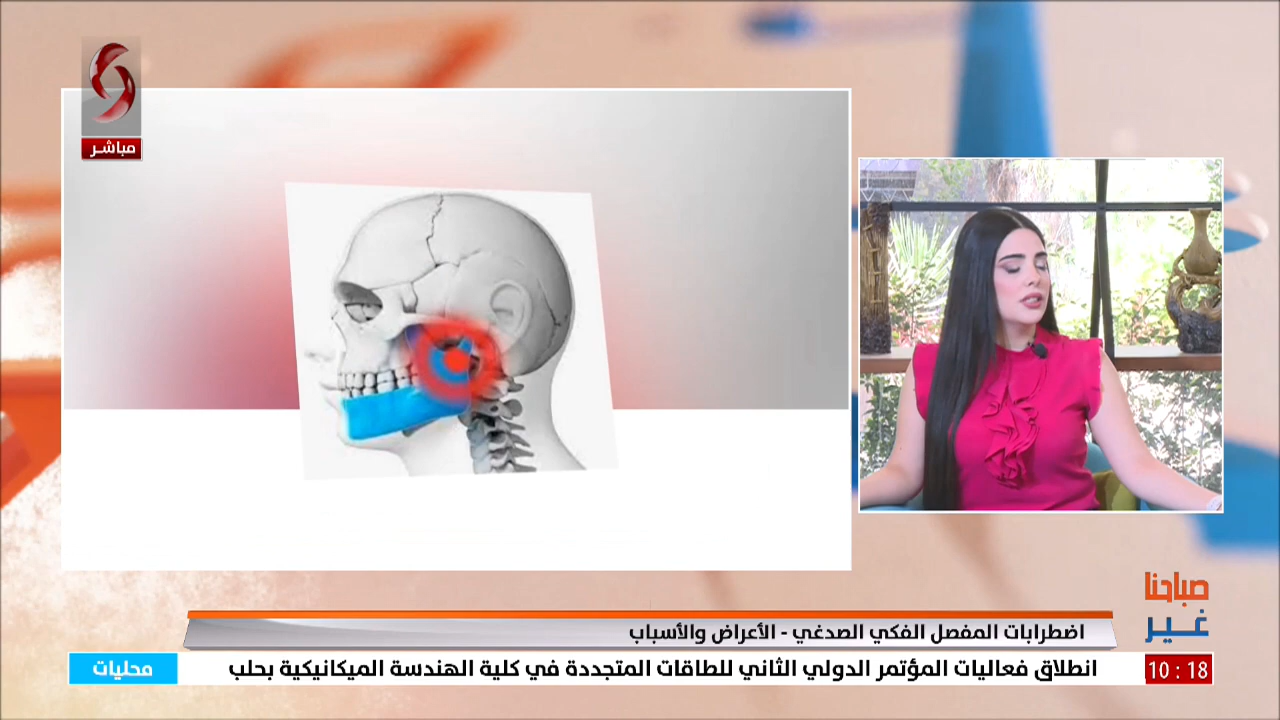 مباشر
صباحنا
غير
اضطرابات المفصل الفكي الصدغي - الأعراض والأسباب
10 : 18
انطلاق فعاليات المؤتمر الدولي الثاني للطاقات المتجددة في كلية الهندسة الميكانيكية بحلب
محليات